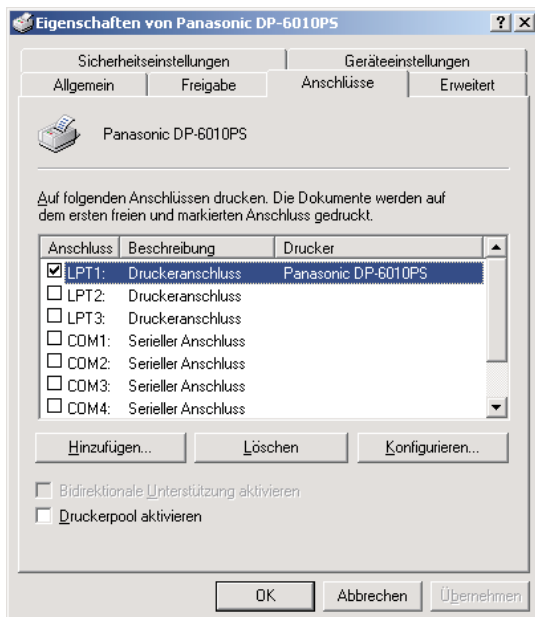 Eigenschaften von Panasonic DP-6010PS
Sicherheitseinstellungen Geräteeinstellungen
Allgemein Freigabe Anschlüsse Erweitert
Panasonic DP-6010PS
Auf folgenden Anschlüssen drucken. Die Dokumente werden auf
dem ersten freien und markierten Anschluss gedruckt.
Anschluss Beschreibung Drucker
LPT1: Druckeranschluss Panasonic DP-6010PS
LPT2: Druckeranschluss
LPT3: Druckeranschluss
COM1: Serieller Anschluss
COM2: Serieller Anschluss
COM3: Serieller Anschluss
COM4: Serieller Anschluss
Hinzufügen... Löschen Konfigurieren...
Bidirektionale Unterstützung aktivieren
Druckerpool aktivieren
OK Abbrechen Übernehmen